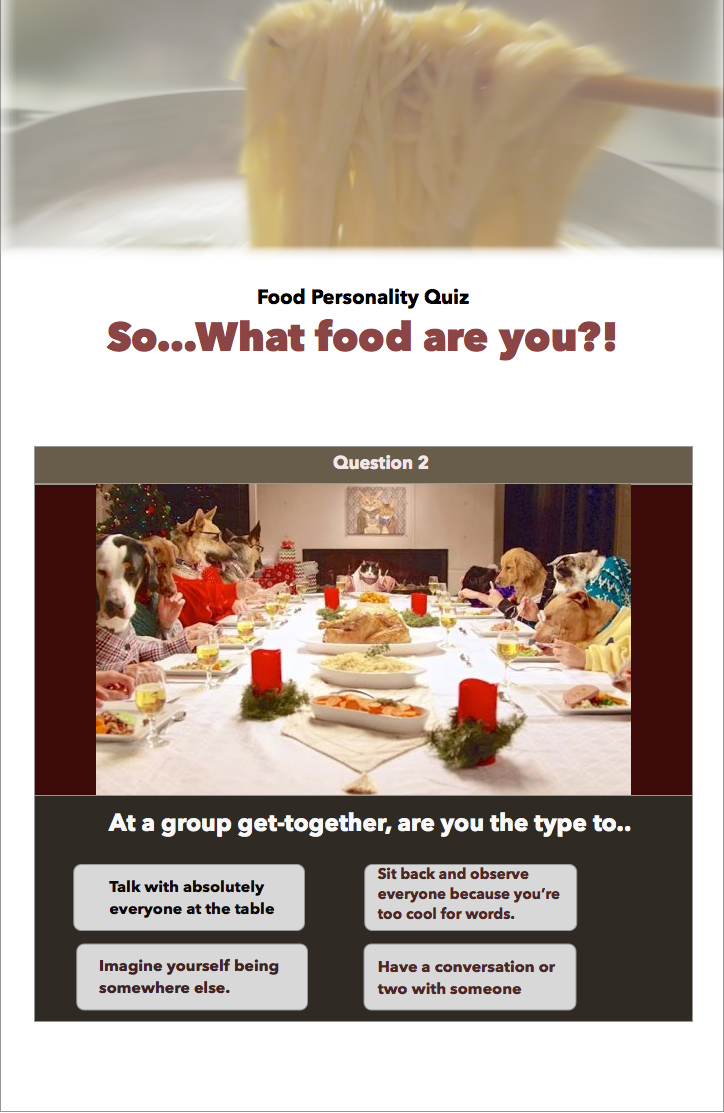 Food Personality Quiz
So...What food are you?!
Question 2
At a group get-together, are you the type to..
Talk with absolutely
everyone at the table
Sit back and observe
everyone because you're
too cool for words.
Imagine yourself being
somewhere else.
Have a conversation or
two with someone